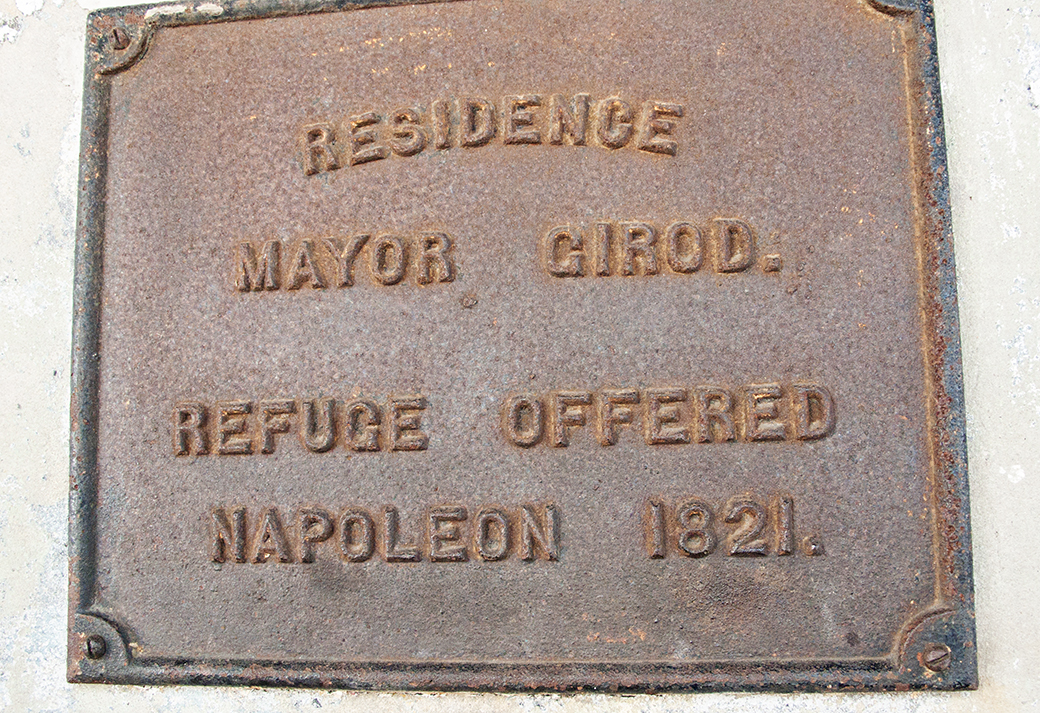 RESIDENCE
MAYOR GIROD.
REFUGE OFFERED
NAPOLEON 1821.